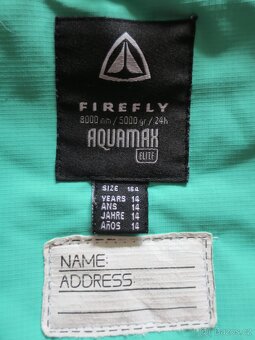 FIREFLY
8000 mm / 5000 gr / 24h
AQUAMAX
ELITE
SIZE 164
YEARS 14
ANS 14
JAHRE 14
AÑOS 14
NAME
ADDRESS